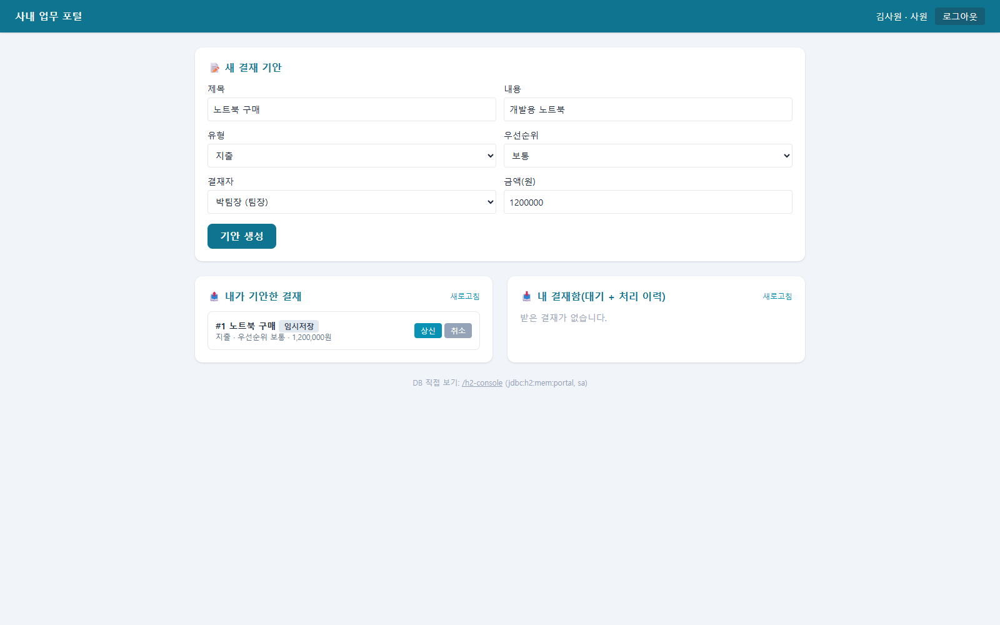 사내 업무 포털
김사원 · 사원
로그아웃
새 결재 기안
제목
내용
노트북 구매
개발용 노트북
유형
우선순위
지출
보통
결재자
금액(원)
박팀장 (팀장)
1200000
기안 생성
내가 기안한 결재
새로고침
#1 노트북 구매 임시저장
지출 · 우선순위 보통 · 1,200,000원
상신
취소
내 결재함(대기 + 처리 이력)
새로고침
받은 결재가 없습니다.
DB 직접 보기: /h2-console (jdbc:h2:mem:portal, sa)